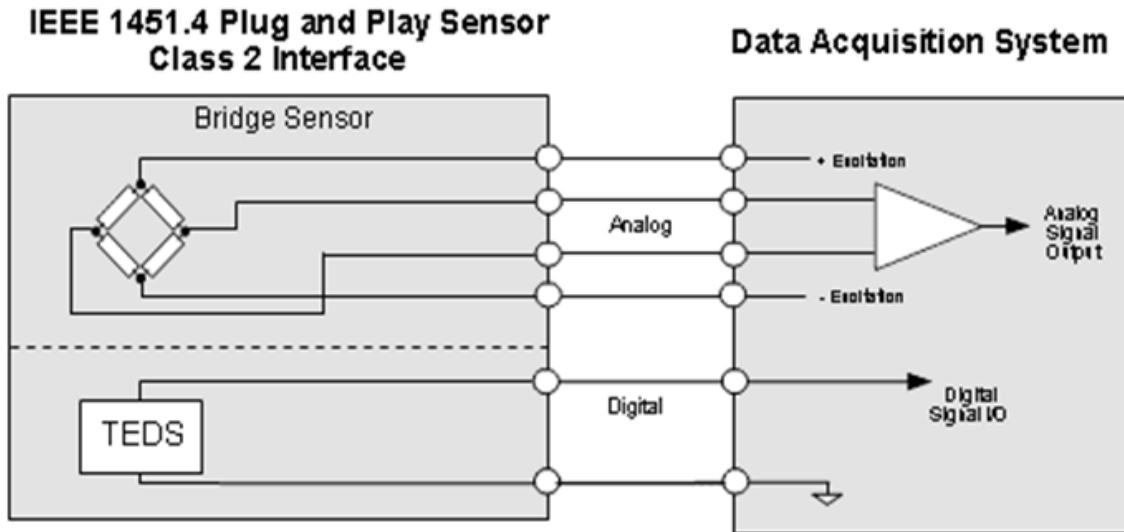 IEEE 1451.4 Plug and Play Sensor
Class 2 Interface
Data Acquisition System
Bridge Sensor
+ Excitation
Analog
Analog
Signal
Output
- Excitation
TEDS
Digital
Digital
Signal I/O